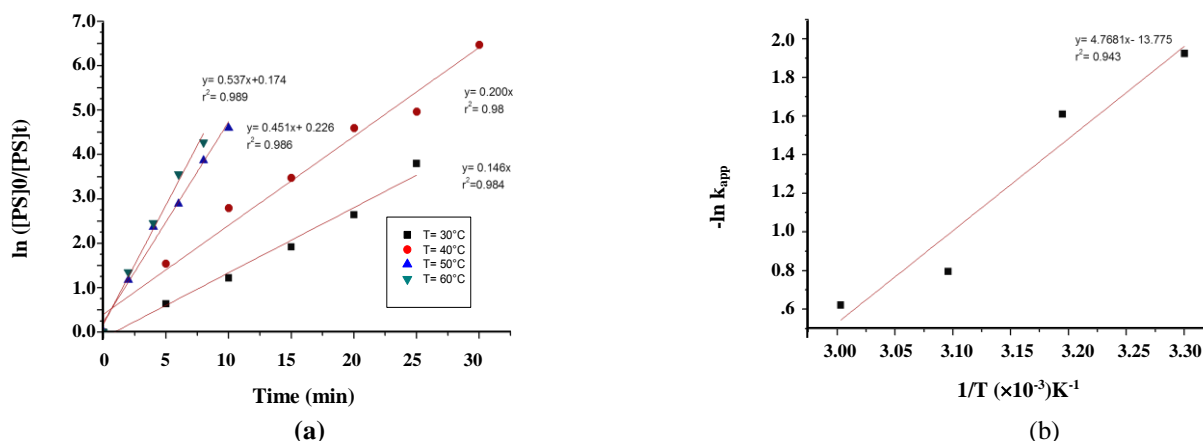 7.0
6.0
5.0
4.0
3.0
2.0
1.0
0.0
ln ([PS]0/[PS]t)
y= 0.537x+0.174
r²= 0.989
y= 0.451x+ 0.226
r²= 0.986
y= 0.200x
r²= 0.98
y= 0.146x
r²=0.984
T= 30°C
T= 40°C
T= 50°C
T= 60°C
0 5 10 15 20 25 30
Time (min)
(a)
2.0
1.8
1.6
1.4
1.2
1.0
0.8
.6
-ln kapp
y= 4.7681x- 13.775
r²= 0.943
3.00 3.05 3.10 3.15 3.20 3.25 3.30
1/T (×10⁻³)K⁻¹
(b)